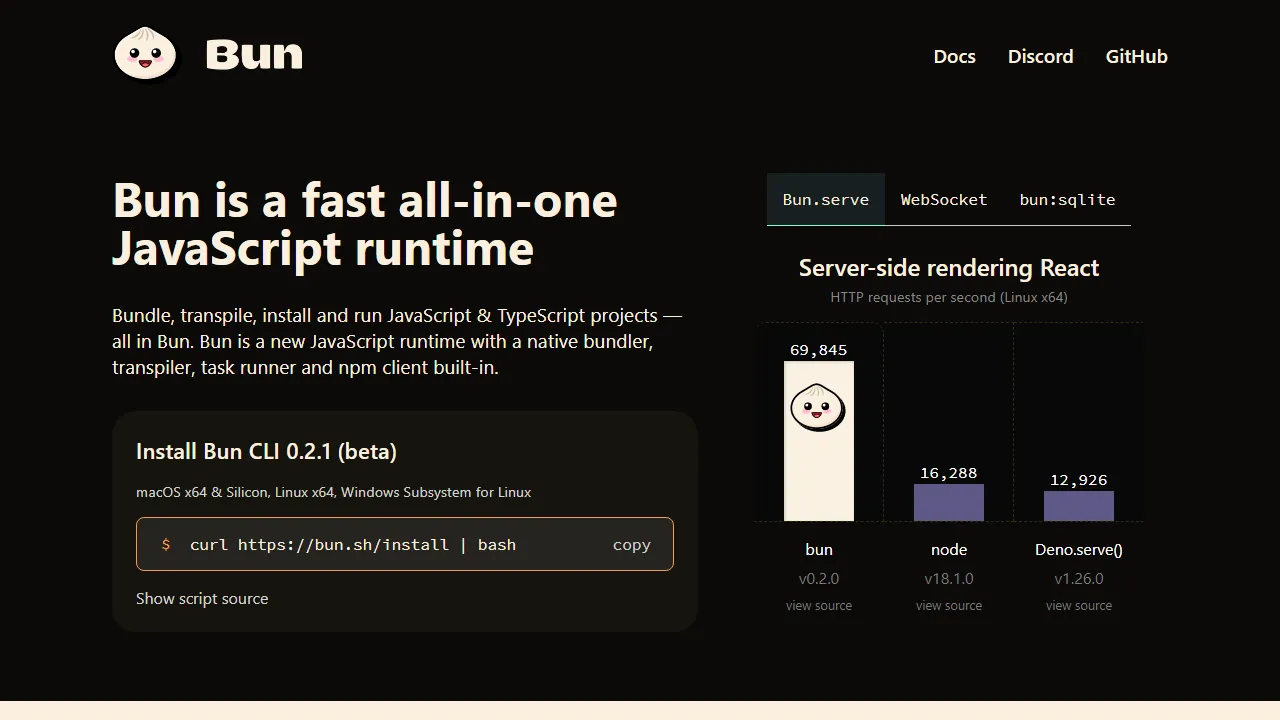 Bun
Docs
Discord
GitHub
Bun is a fast all-in-one
JavaScript runtime
Bundle, transpile, install and run JavaScript & TypeScript projects —
all in Bun. Bun is a new JavaScript runtime with a native bundler,
transpiler, task runner and npm client built-in.
Install Bun CLI 0.2.1 (beta)
macOS x64 & Silicon, Linux x64, Windows Subsystem for Linux
$ curl https://bun.sh/install | bash
copy
Show script source
Bun.serve
WebSocket
bun:sqlite
Server-side rendering React
HTTP requests per second (Linux x64)
69,845
16,288
12,926
bun
node
Deno.serve()
v0.2.0
v18.1.0
v1.26.0
view source
view source
view source